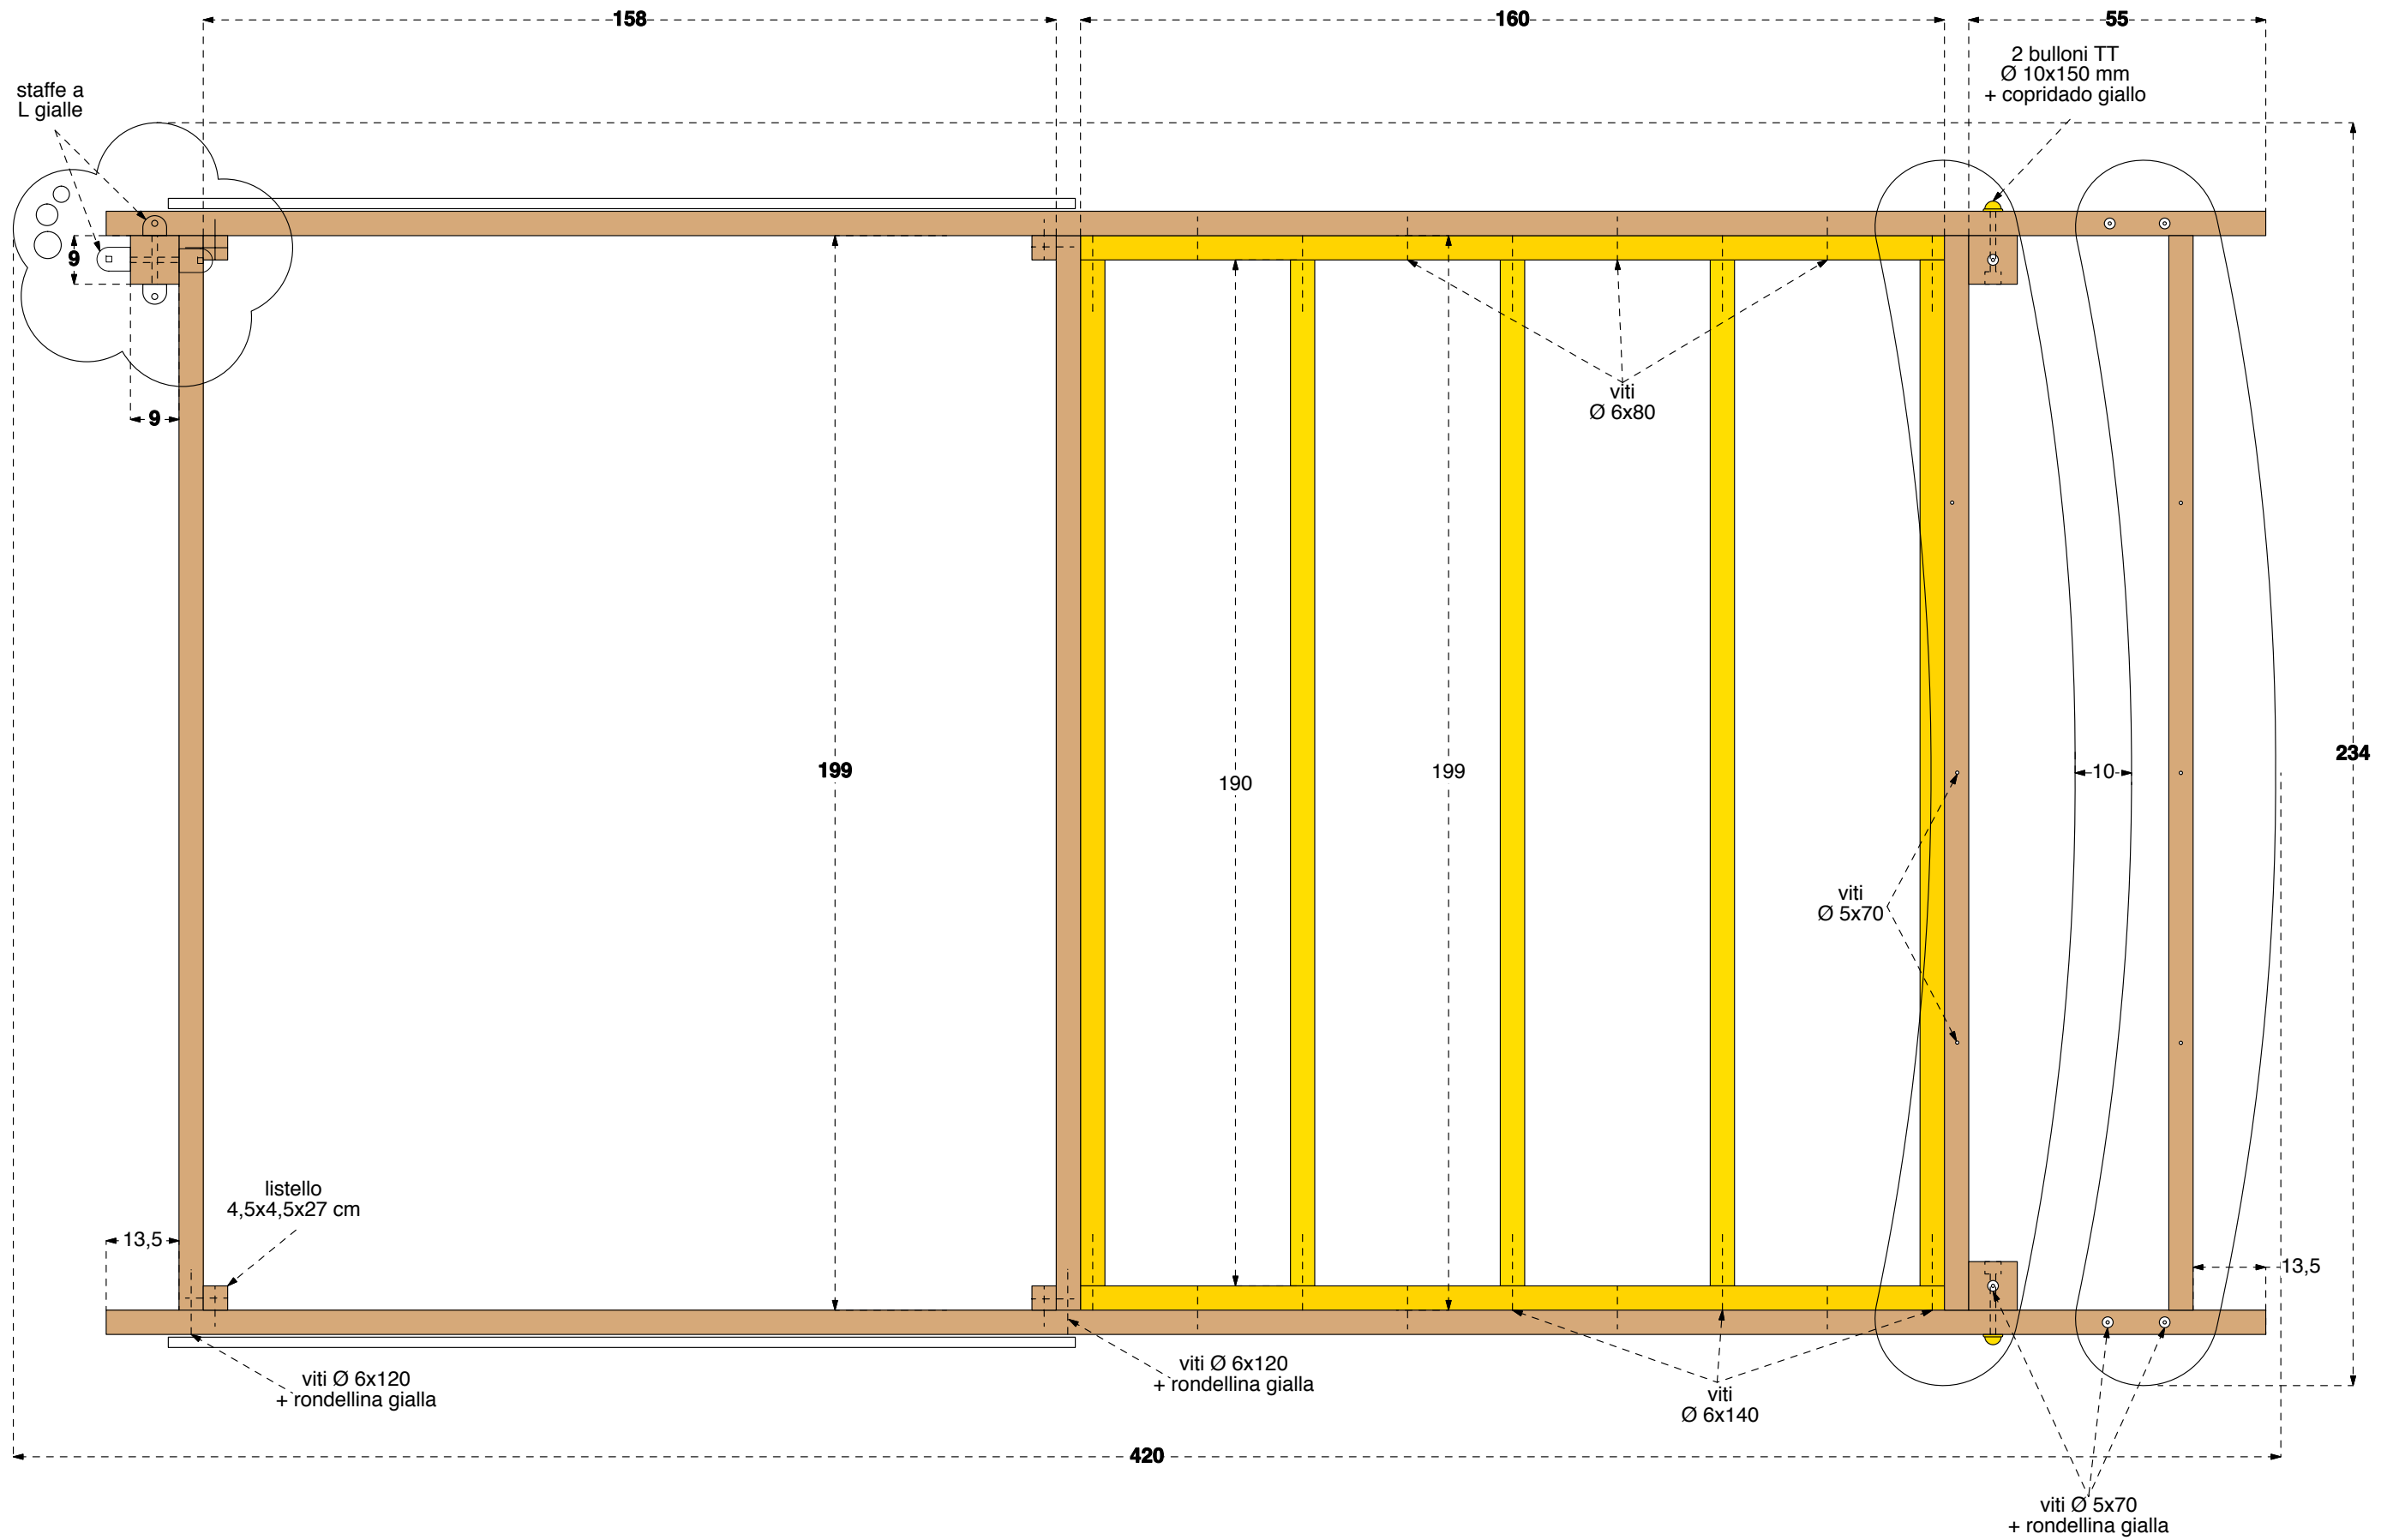 158
160
55
2 bulloni TT
Ø 10x150 mm
+ copridado giallo
staffe a
L gialle
9
9
viti
Ø 6x80
199
190
199
10
234
viti
Ø 5x70
listello
4,5x4,5x27 cm
13,5
13,5
viti Ø 6x120
+ rondellina gialla
viti Ø 6x120
+ rondellina gialla
viti
Ø 6x140
420
viti Ø 5x70
+ rondellina gialla